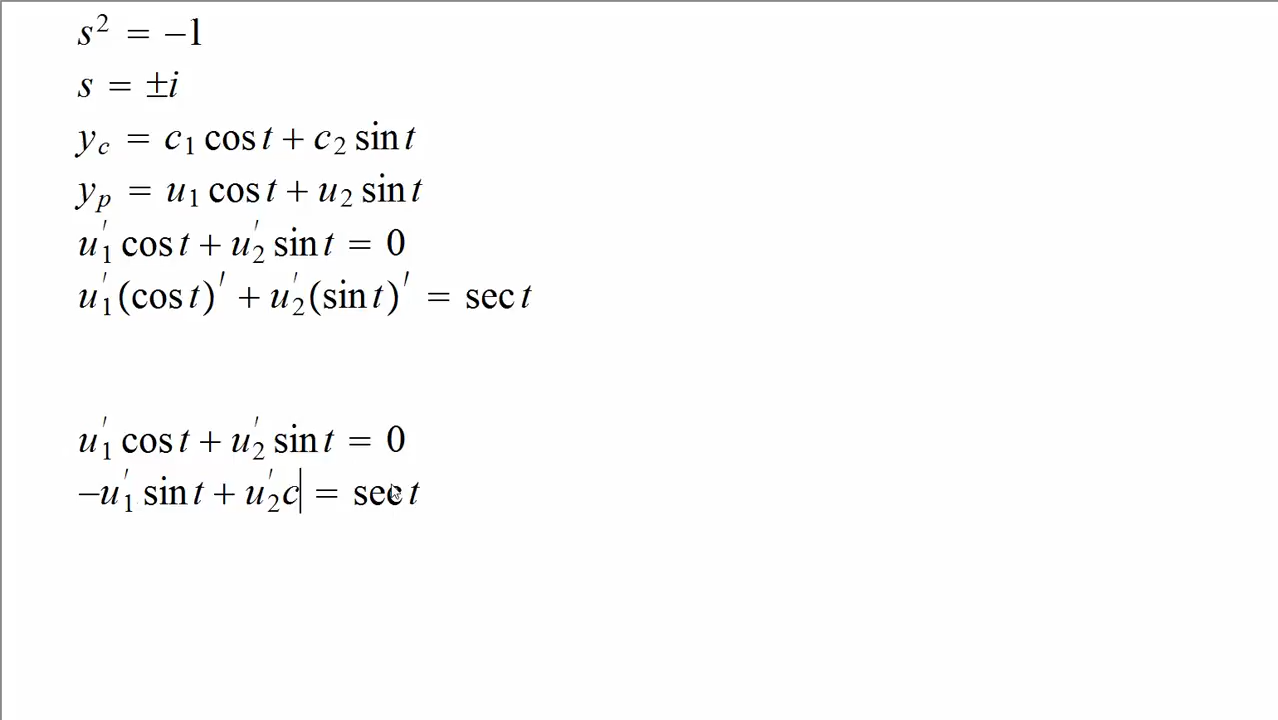 s² = −1
s = ±i
y_c = c₁ cos t + c₂ sin t
y_p = u₁ cos t + u₂ sin t
u₁′ cos t + u₂′ sin t = 0
u₁′(cos t)′ + u₂′(sin t)′ = sec t
u₁′ cos t + u₂′ sin t = 0
−u₁′ sin t + u₂′c = sec t